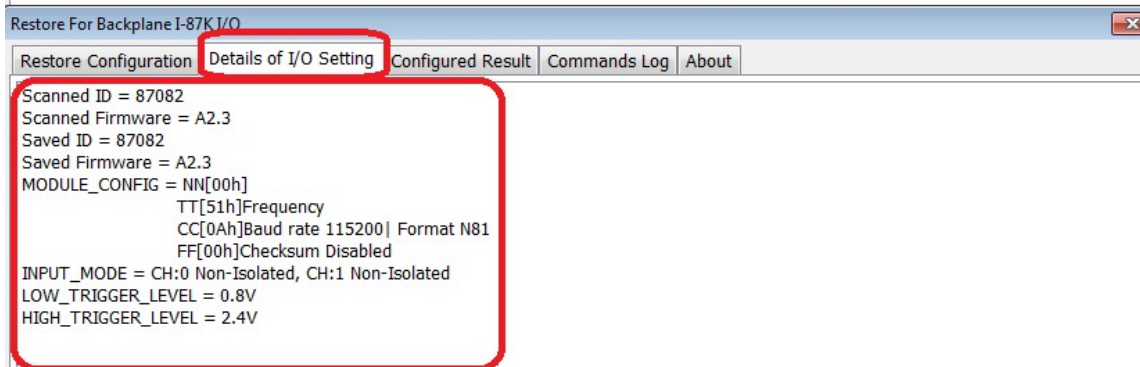 Restore For Backplane I-87K I/O
Restore Configuration Details of I/O Setting Configured Result Commands Log About
Scanned ID = 87082
Scanned Firmware = A2.3
Saved ID = 87082
Saved Firmware = A2.3
MODULE_CONFIG = NN[00h]
TT[51h]Frequency
CC[0Ah]Baud rate 115200| Format N81
FF[00h]Checksum Disabled
INPUT_MODE = CH:0 Non-Isolated, CH:1 Non-Isolated
LOW_TRIGGER_LEVEL = 0.8V
HIGH_TRIGGER_LEVEL = 2.4V